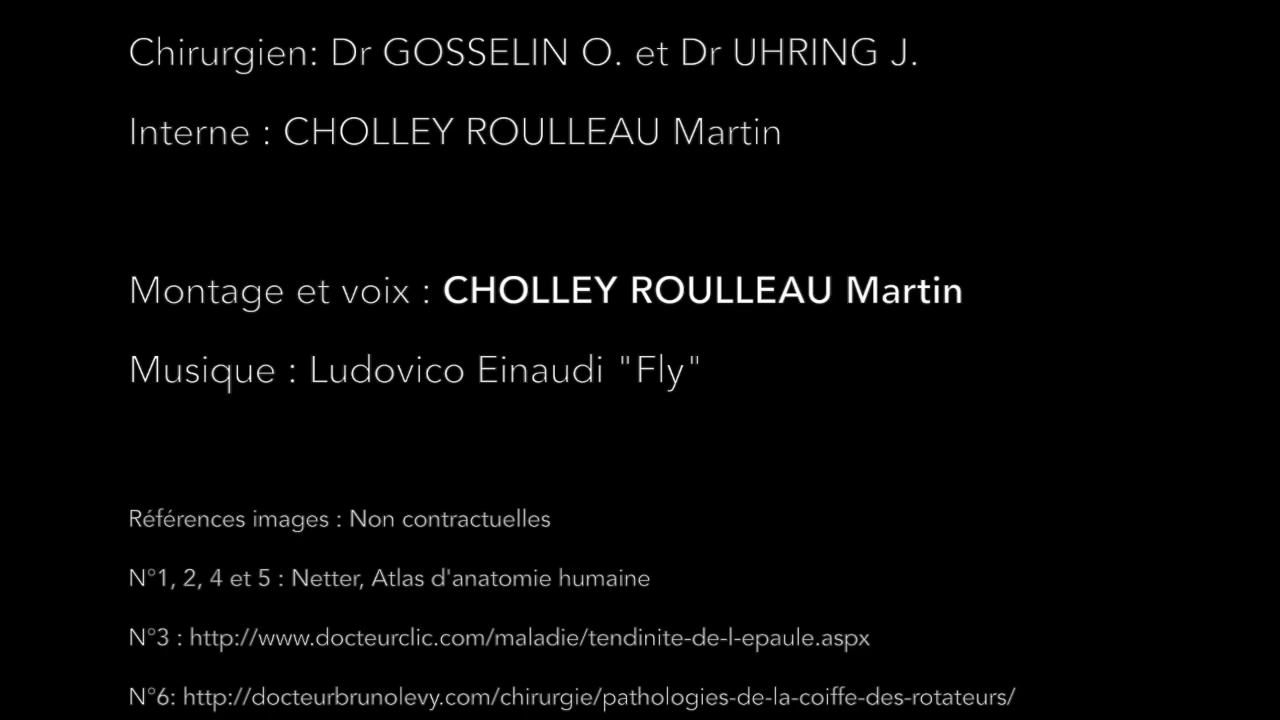 Chirurgien: Dr GOSSELIN O. et Dr UHRING J.
Interne : CHOLLEY ROULLEAU Martin
Montage et voix : CHOLLEY ROULLEAU Martin
Musique : Ludovico Einaudi "Fly"
Références images : Non contractuelles
N°1, 2, 4 et 5 : Netter, Atlas d'anatomie humaine
N°3 : http://www.docteurclic.com/maladie/tendinite-de-l-epaule.aspx
N°6: http://docteurbrunolevy.com/chirurgie/pathologies-de-la-coiffe-des-rotateurs/